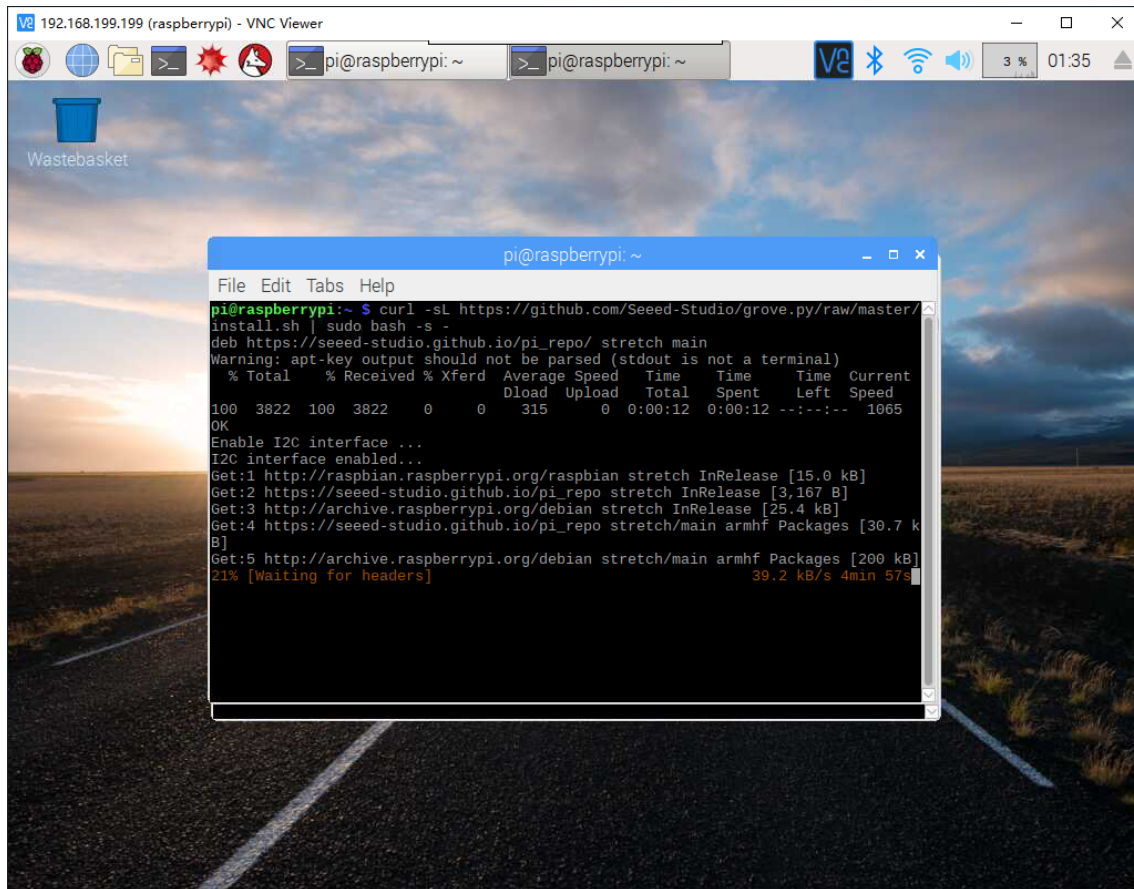 192.168.199.199 (raspberrypi) - VNC Viewer
pi@raspberrypi: ~
pi@raspberrypi: ~
3 %
01:35
Wastebasket
pi@raspberrypi: ~
File Edit Tabs Help
pi@raspberrypi:~ $ curl -sL https://github.com/Seeed-Studio/grove.py/raw/master/
install.sh | sudo bash -s -
deb https://seeed-studio.github.io/pi_repo/ stretch main
Warning: apt-key output should not be parsed (stdout is not a terminal)
  % Total    % Received % Xferd  Average Speed   Time    Time     Time  Current
                                 Dload  Upload   Total   Spent    Left  Speed
100  3822  100  3822    0     0    315      0  0:00:12  0:00:12 --:--:--  1065
OK
Enable I2C interface ...
I2C interface enabled...
Get:1 http://raspbian.raspberrypi.org/raspbian stretch InRelease [15.0 kB]
Get:2 https://seeed-studio.github.io/pi_repo stretch InRelease [3,167 B]
Get:3 http://archive.raspberrypi.org/debian stretch InRelease [25.4 kB]
Get:4 https://seeed-studio.github.io/pi_repo stretch/main armhf Packages [30.7 k
B]
Get:5 http://archive.raspberrypi.org/debian stretch/main armhf Packages [200 kB]
21% [Waiting for headers] 39.2 kB/s 4min 57s